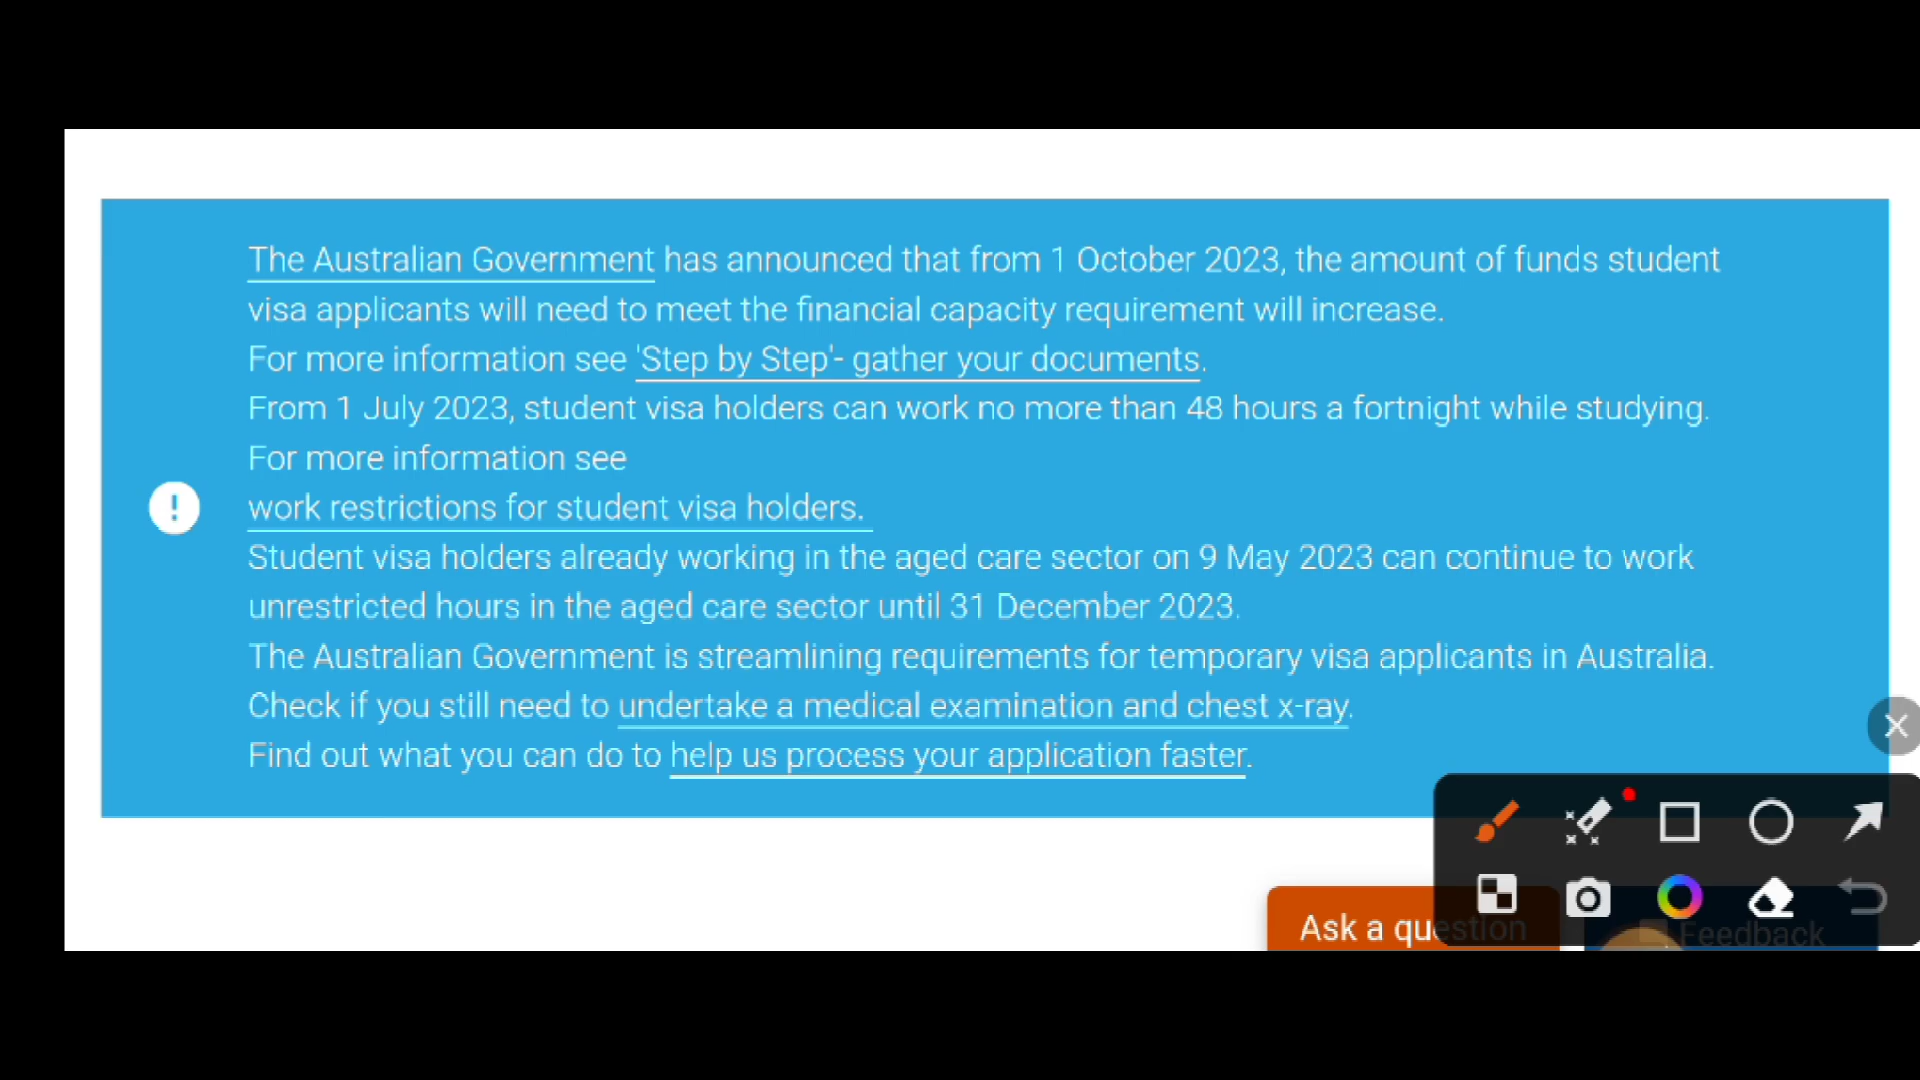 The Australian Government has announced that from 1 October 2023, the amount of funds student
visa applicants will need to meet the financial capacity requirement will increase.
For more information see 'Step by Step'- gather your documents.
From 1 July 2023, student visa holders can work no more than 48 hours a fortnight while studying.
For more information see
work restrictions for student visa holders.
Student visa holders already working in the aged care sector on 9 May 2023 can continue to work
unrestricted hours in the aged care sector until 31 December 2023.
The Australian Government is streamlining requirements for temporary visa applicants in Australia.
Check if you still need to undertake a medical examination and chest x-ray.
Find out what you can do to help us process your application faster.
Ask a question
Feedback